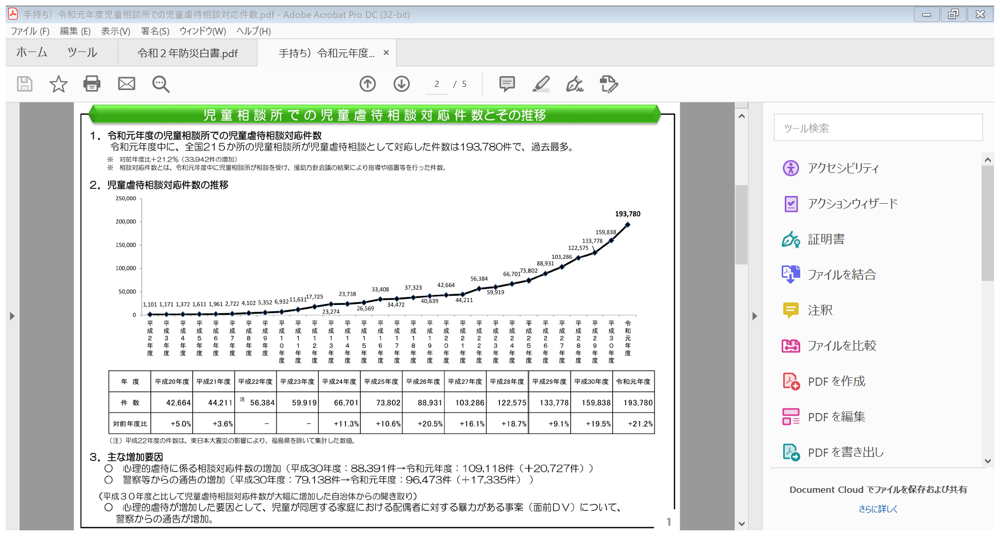 手持ち）令和元年度児童相談所での児童虐待相談対応件数.pdf - Adobe Acrobat Pro DC (32-bit)
ファイル (F) 編集 (E) 表示(V) 署名(S) ウィンドウ(W) ヘルプ(H)
ホーム ツール 令和２年防災白書.pdf 手持ち）令和元年度... ×
2 / 5
児童相談所での児童虐待相談対応件数とその推移
１．令和元年度の児童相談所での児童虐待相談対応件数
令和元年度中に、全国215か所の児童相談所が児童虐待相談として対応した件数は193,780件で、過去最多。
※　対前年度比＋21.2%（33,942件の増加）
※　相談対応件数とは、令和元年度中に児童相談所が相談を受け、援助方針会議の結果により指導や措置等を行った件数。
２．児童虐待相談対応件数の推移
250,000
200,000
150,000
100,000
50,000
0
1,101 1,171 1,372 1,611 1,961 2,722 4,102 5,352 6,932 11,631 17,725 23,274 23,738 26,569 33,408 34,472 37,323 40,639 42,664 44,211 56,384 59,919 66,701 73,802 88,931 103,286 122,575 133,778 159,838 193,780
平成２年度 平成３年度 平成４年度 平成５年度 平成６年度 平成７年度 平成８年度 平成９年度 平成１０年度 平成１１年度 平成１２年度 平成１３年度 平成１４年度 平成１５年度 平成１６年度 平成１７年度 平成１８年度 平成１９年度 平成２０年度 平成２１年度 平成２２年度 平成２３年度 平成２４年度 平成２５年度 平成２６年度 平成２７年度 平成２８年度 平成２９年度 平成３０年度 令和元年度
年　度 平成20年度 平成21年度 平成22年度 平成23年度 平成24年度 平成25年度 平成26年度 平成27年度 平成28年度 平成29年度 平成30年度 令和元年度
件　数 42,664 44,211 注 56,384 59,919 66,701 73,802 88,931 103,286 122,575 133,778 159,838 193,780
対前年度比 +5.0% +3.6% − − +11.3% +10.6% +20.5% +16.1% +18.7% +9.1% +19.5% +21.2%
（注）平成22年度の件数は、東日本大震災の影響により、福島県を除いて集計した数値。
３．主な増加要因
○　心理的虐待に係る相談対応件数の増加（平成30年度：88,391件→令和元年度：109,118件（＋20,727件））
○　警察等からの通告の増加（平成30年度：79,138件→令和元年度：96,473件（＋17,335件）　）
（平成３０年度と比して児童虐待相談対応件数が大幅に増加した自治体からの聞き取り）
○　心理的虐待が増加した要因として、児童が同居する家庭における配偶者に対する暴力がある事案（面前ＤＶ）について、
警察からの通告が増加。
1
ツール検索
アクセシビリティ
アクションウィザード
証明書
ファイルを結合
注釈
ファイルを比較
PDF を作成
PDF を編集
PDF を書き出し
Document Cloud でファイルを保存および共有
さらに詳しく